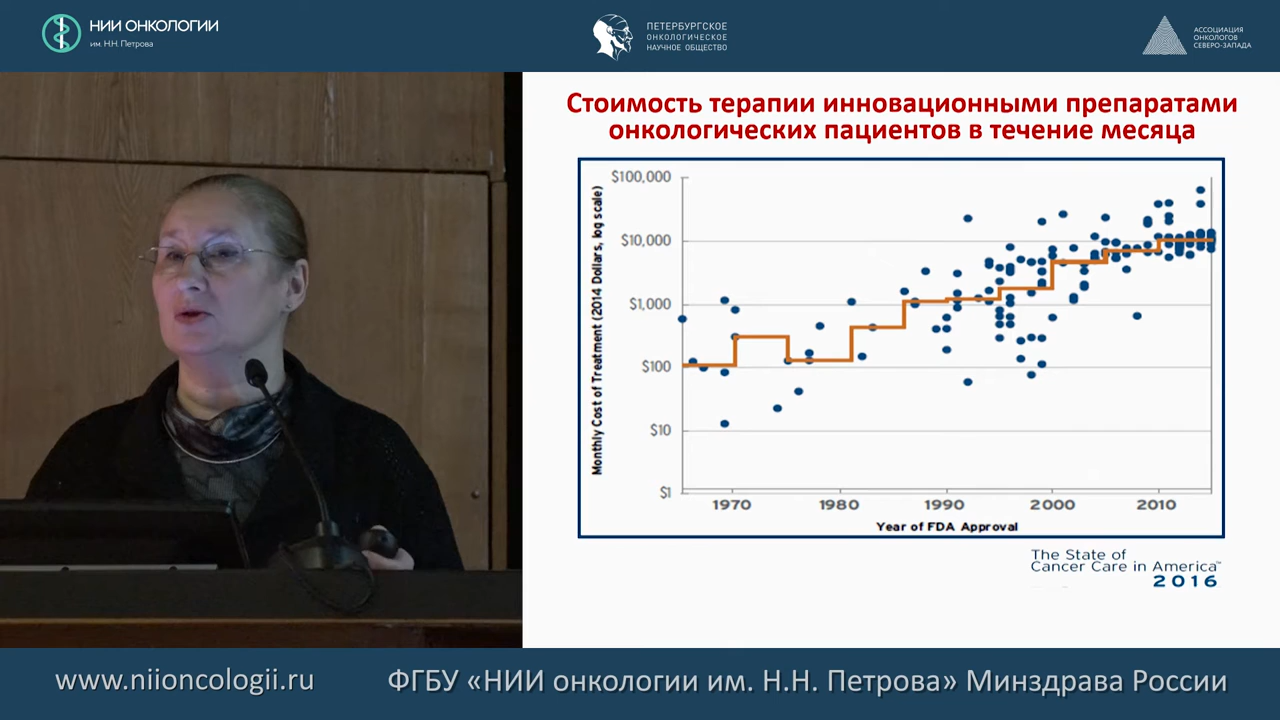 НИИ ОНКОЛОГИИ
им. Н.Н. Петрова
ПЕТЕРБУРГСКОЕ
ОНКОЛОГИЧЕСКОЕ
НАУЧНОЕ ОБЩЕСТВО
АССОЦИАЦИЯ
ОНКОЛОГОВ
СЕВЕРО-ЗАПАДА
Стоимость терапии инновационными препаратами
онкологических пациентов в течение месяца
Monthly Cost of Treatment (2014 Dollars, log scale)
$100,000
$10,000
$1,000
$100
$10
$1
1970 1980 1990 2000 2010
Year of FDA Approval
The State of
Cancer Care in America™
2016
www.niioncologii.ru
ФГБУ «НИИ онкологии им. Н.Н. Петрова» Минздрава России